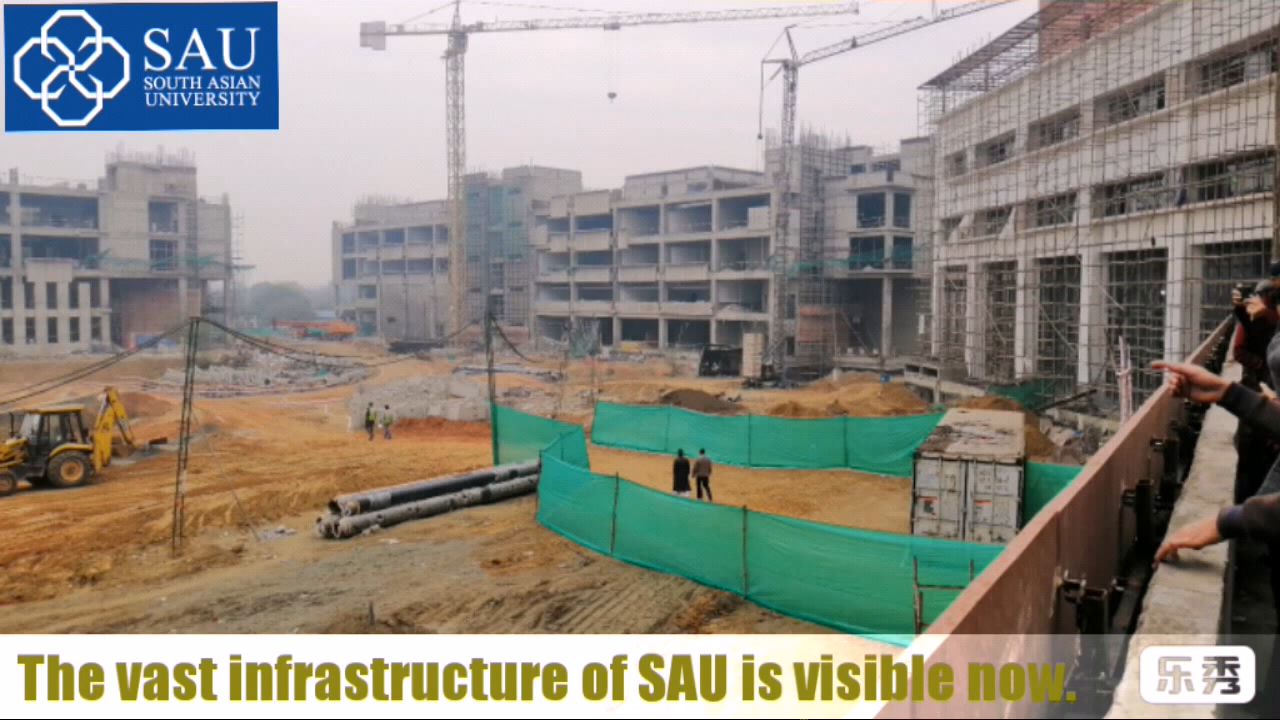 SAU
SOUTH ASIAN
UNIVERSITY
The vast infrastructure of SAU is visible now.
乐秀